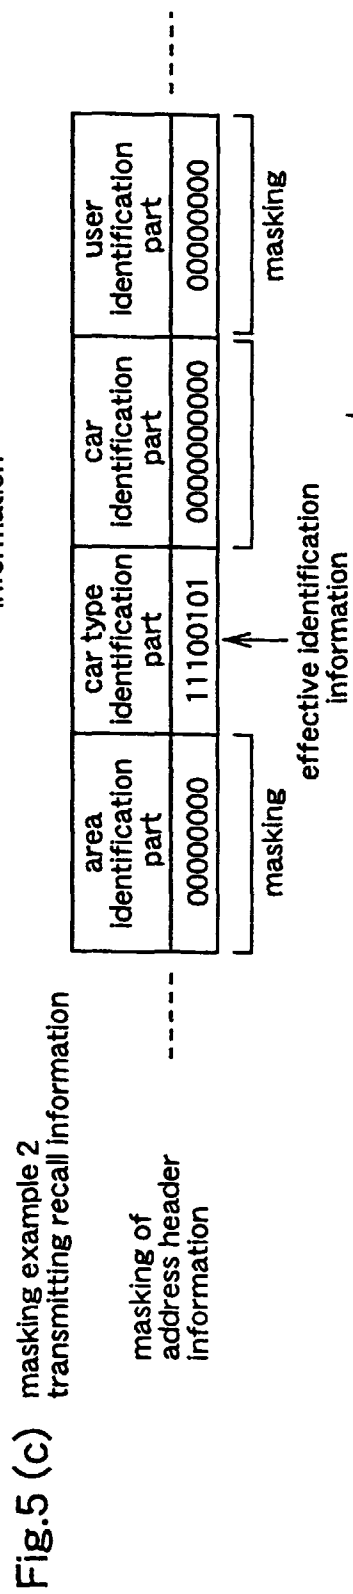 Fig.5 (c)
masking example 2
transmitting recall information
masking of
address header
information
area
identification
part
car type
identification
part
car
identification
part
user
identification
part
00000000
11100101
0000000000
00000000
masking
effective identification
information
masking